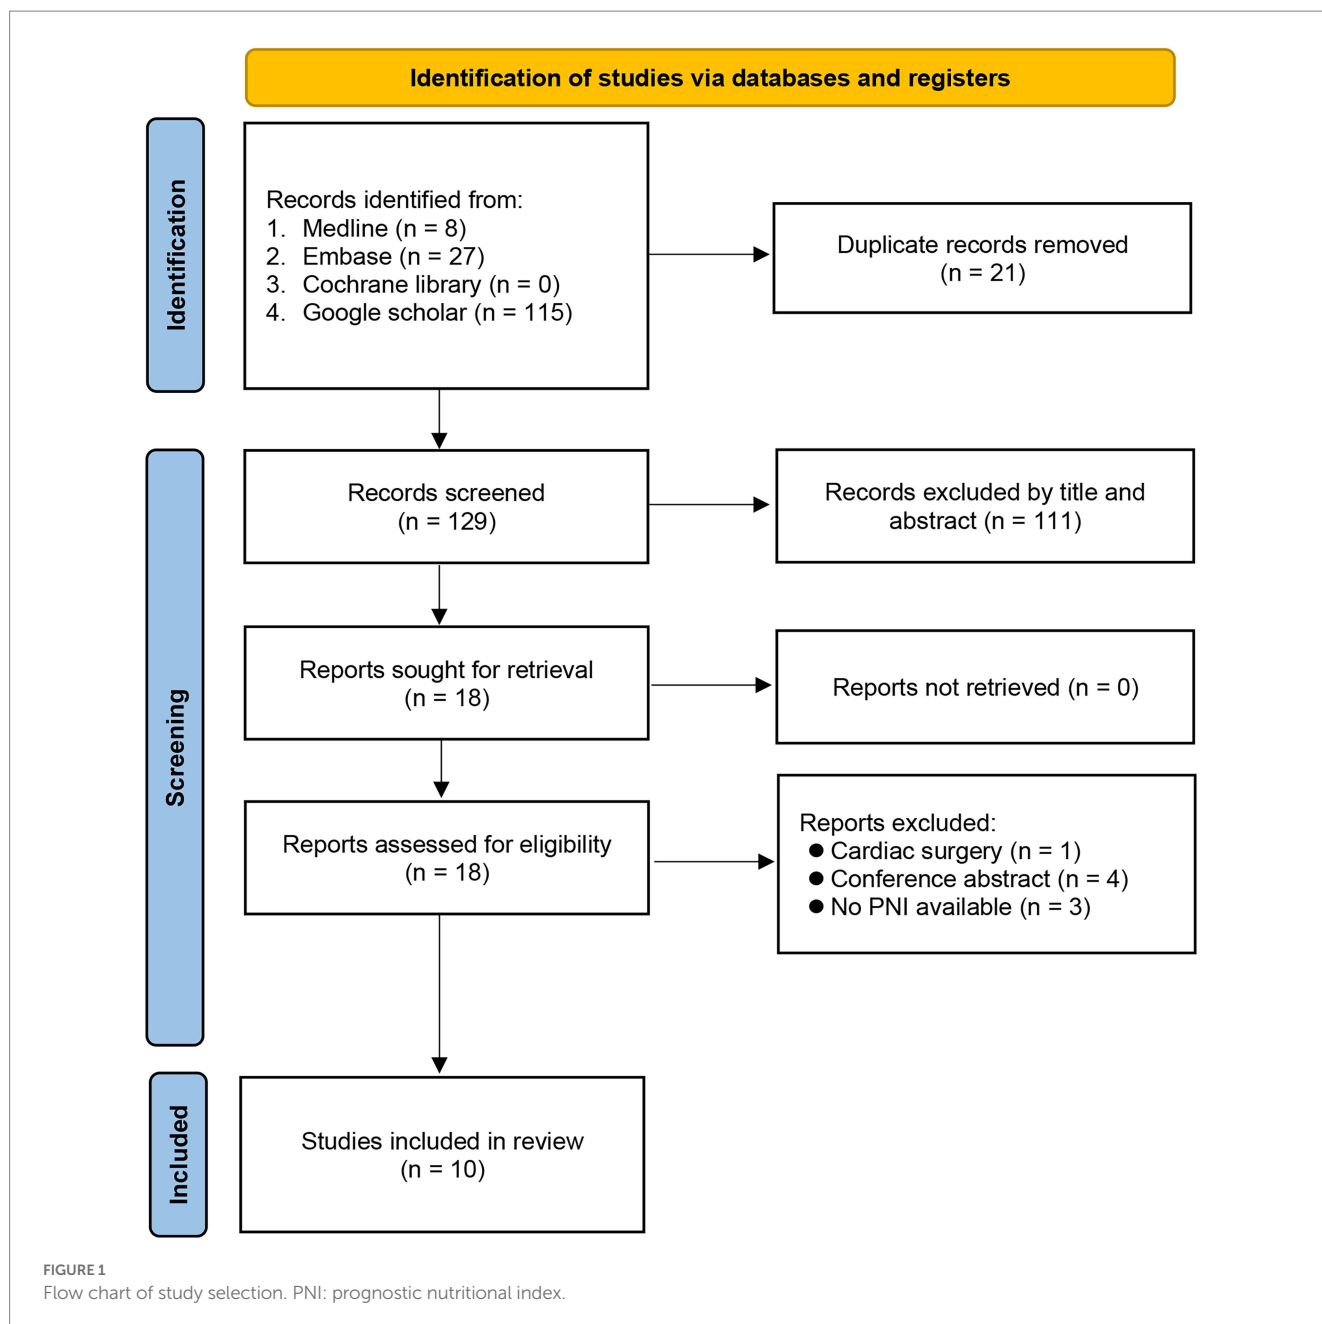 Identification of studies via databases and registers
Identification
Records identified from:
1. Medline (n = 8)
2. Embase (n = 27)
3. Cochrane library (n = 0)
4. Google scholar (n = 115)
Duplicate records removed
(n = 21)
Screening
Records screened
(n = 129)
Records excluded by title and
abstract (n = 111)
Reports sought for retrieval
(n = 18)
Reports not retrieved (n = 0)
Reports assessed for eligibility
(n = 18)
Reports excluded:
● Cardiac surgery (n = 1)
● Conference abstract (n = 4)
● No PNI available (n = 3)
Included
Studies included in review
(n = 10)
FIGURE 1
Flow chart of study selection. PNI: prognostic nutritional index.